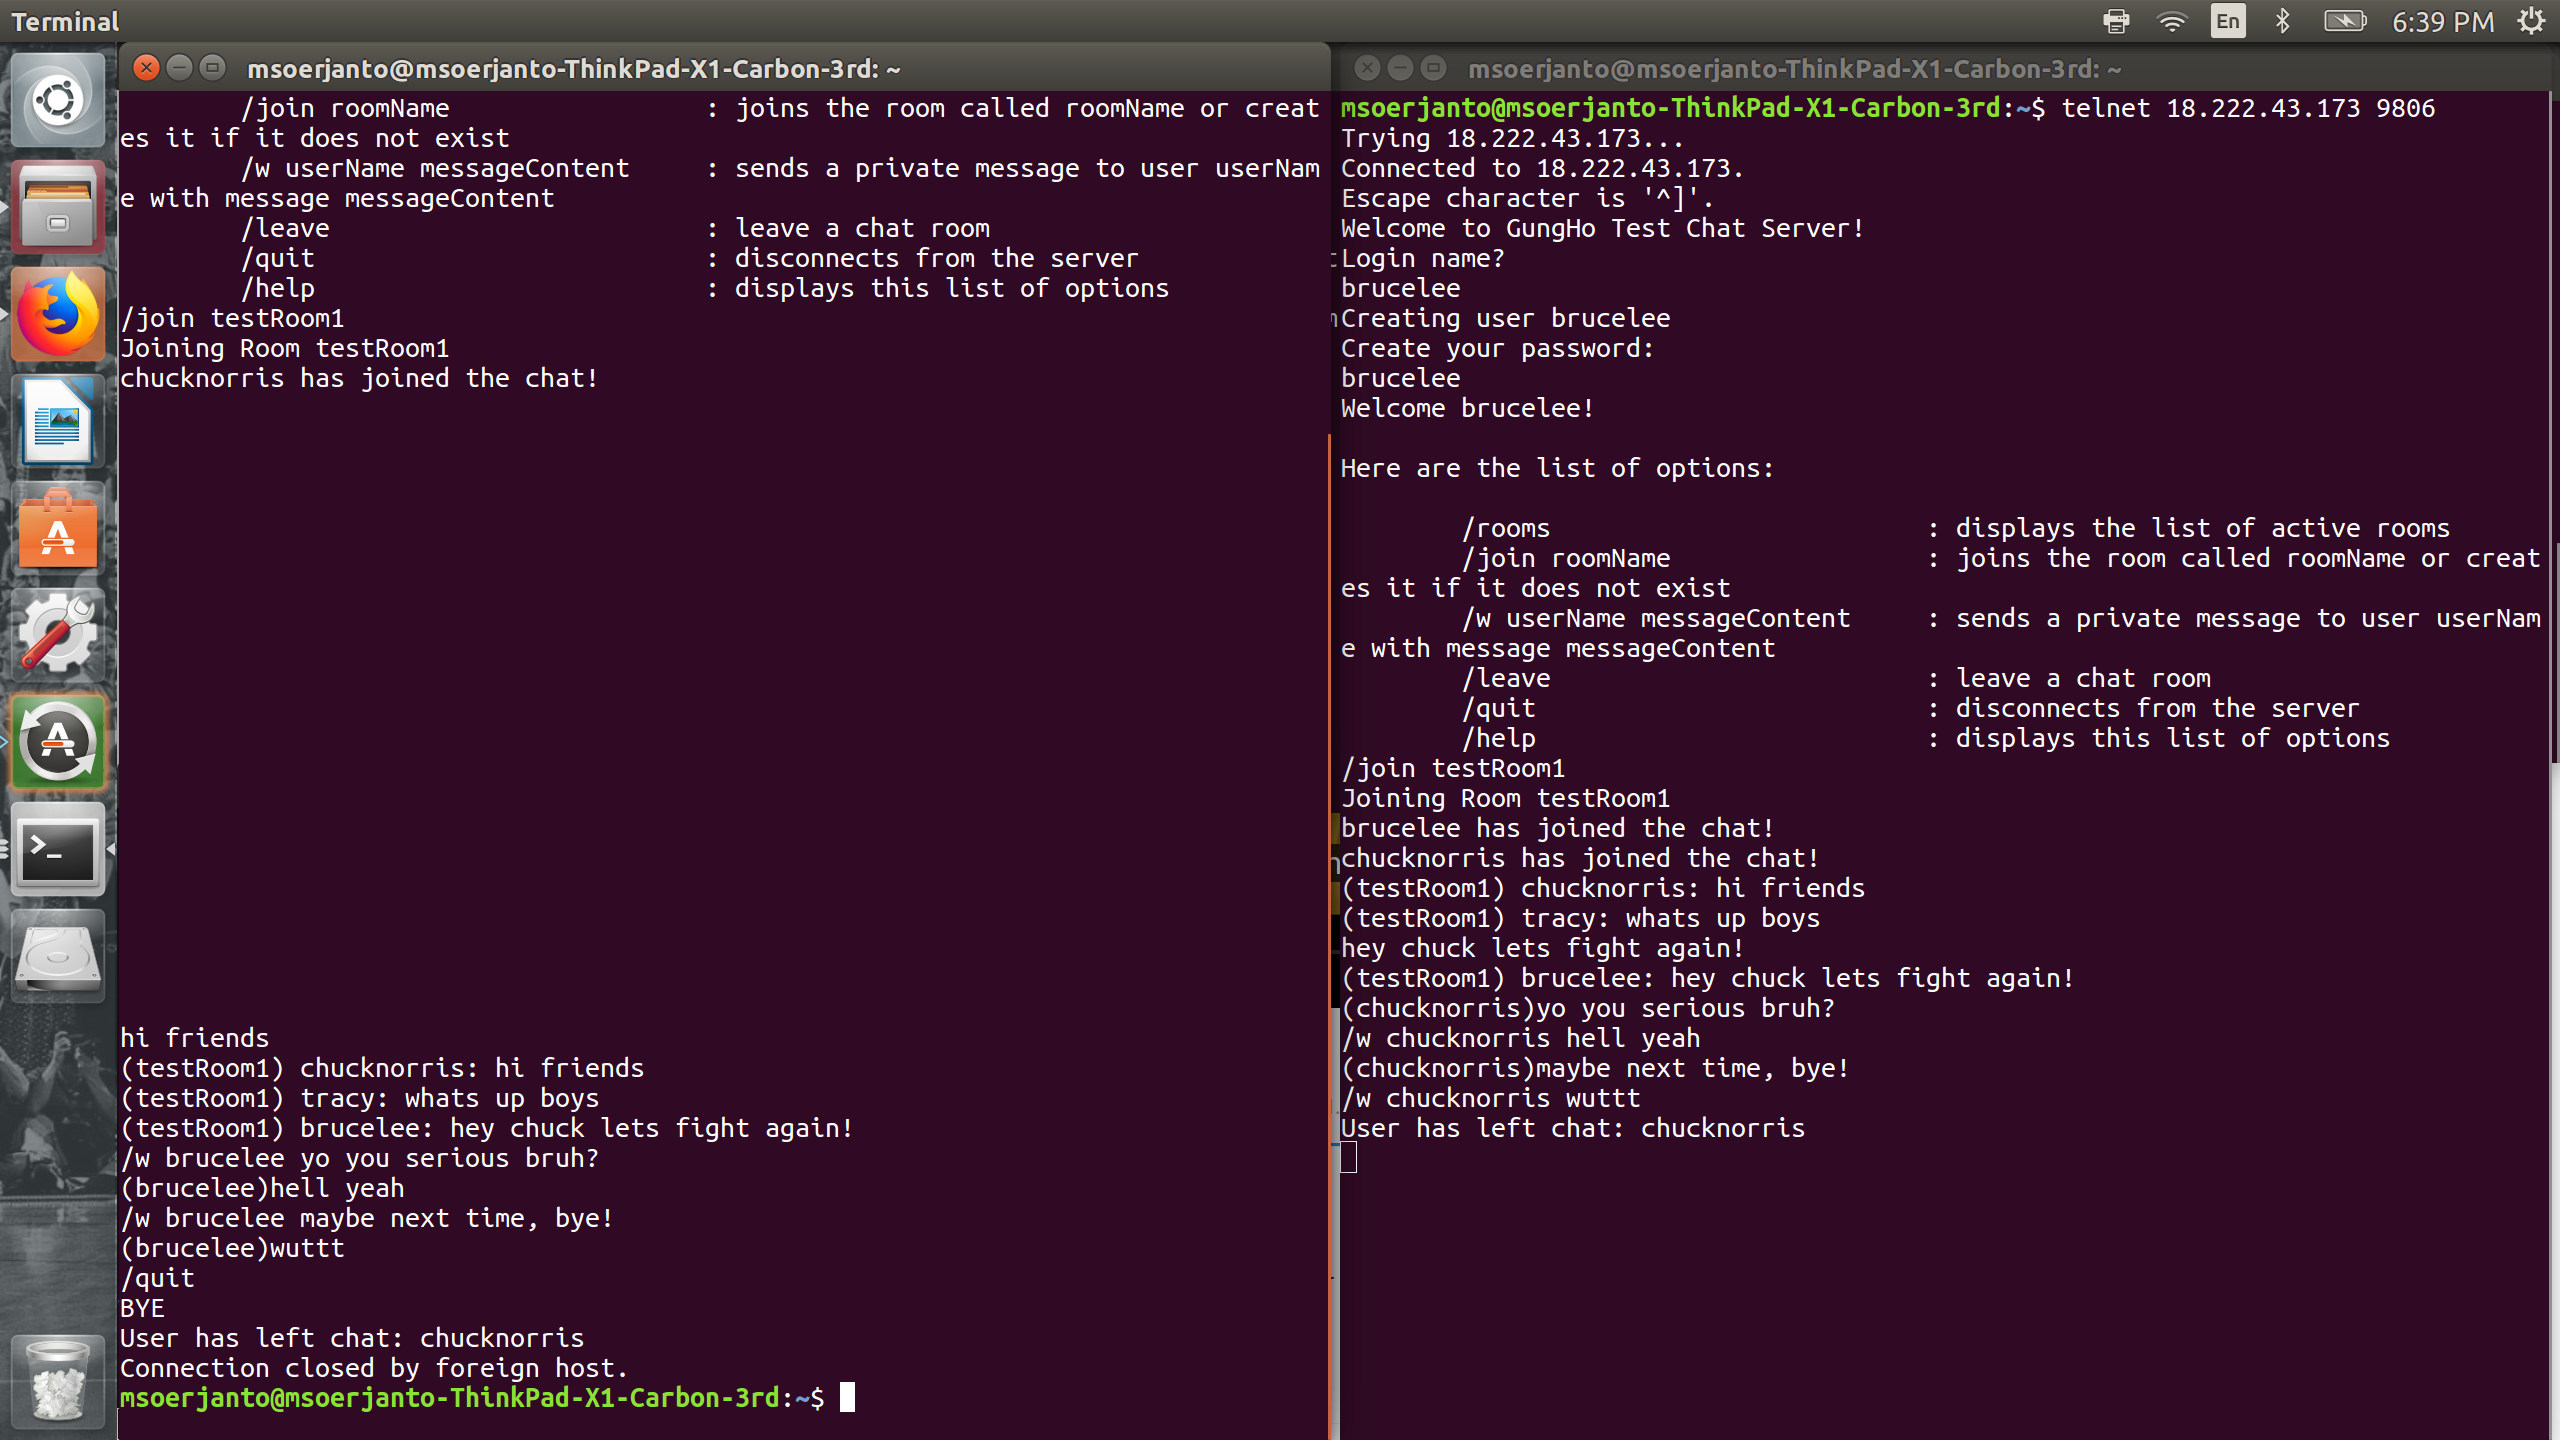 Terminal
En
6:39 PM
msoerjanto@msoerjanto-ThinkPad-X1-Carbon-3rd: ~
/join roomName : joins the room called roomName or creat
es it if it does not exist
/w userName messageContent : sends a private message to user userNam
e with message messageContent
/leave : leave a chat room
/quit : disconnects from the server
/help : displays this list of options
/join testRoom1
Joining Room testRoom1
chucknorris has joined the chat!
hi friends
(testRoom1) chucknorris: hi friends
(testRoom1) tracy: whats up boys
(testRoom1) brucelee: hey chuck lets fight again!
/w brucelee yo you serious bruh?
(brucelee)hell yeah
/w brucelee maybe next time, bye!
(brucelee)wuttt
/quit
BYE
User has left chat: chucknorris
Connection closed by foreign host.
msoerjanto@msoerjanto-ThinkPad-X1-Carbon-3rd:~$
msoerjanto@msoerjanto-ThinkPad-X1-Carbon-3rd: ~
msoerjanto@msoerjanto-ThinkPad-X1-Carbon-3rd:~$ telnet 18.222.43.173 9806
Trying 18.222.43.173...
Connected to 18.222.43.173.
Escape character is '^]'.
Welcome to GungHo Test Chat Server!
Login name?
brucelee
Creating user brucelee
Create your password:
brucelee
Welcome brucelee!
Here are the list of options:
/rooms : displays the list of active rooms
/join roomName : joins the room called roomName or creat
es it if it does not exist
/w userName messageContent : sends a private message to user userNam
e with message messageContent
/leave : leave a chat room
/quit : disconnects from the server
/help : displays this list of options
/join testRoom1
Joining Room testRoom1
brucelee has joined the chat!
chucknorris has joined the chat!
(testRoom1) chucknorris: hi friends
(testRoom1) tracy: whats up boys
hey chuck lets fight again!
(testRoom1) brucelee: hey chuck lets fight again!
(chucknorris)yo you serious bruh?
/w chucknorris hell yeah
(chucknorris)maybe next time, bye!
/w chucknorris wuttt
User has left chat: chucknorris